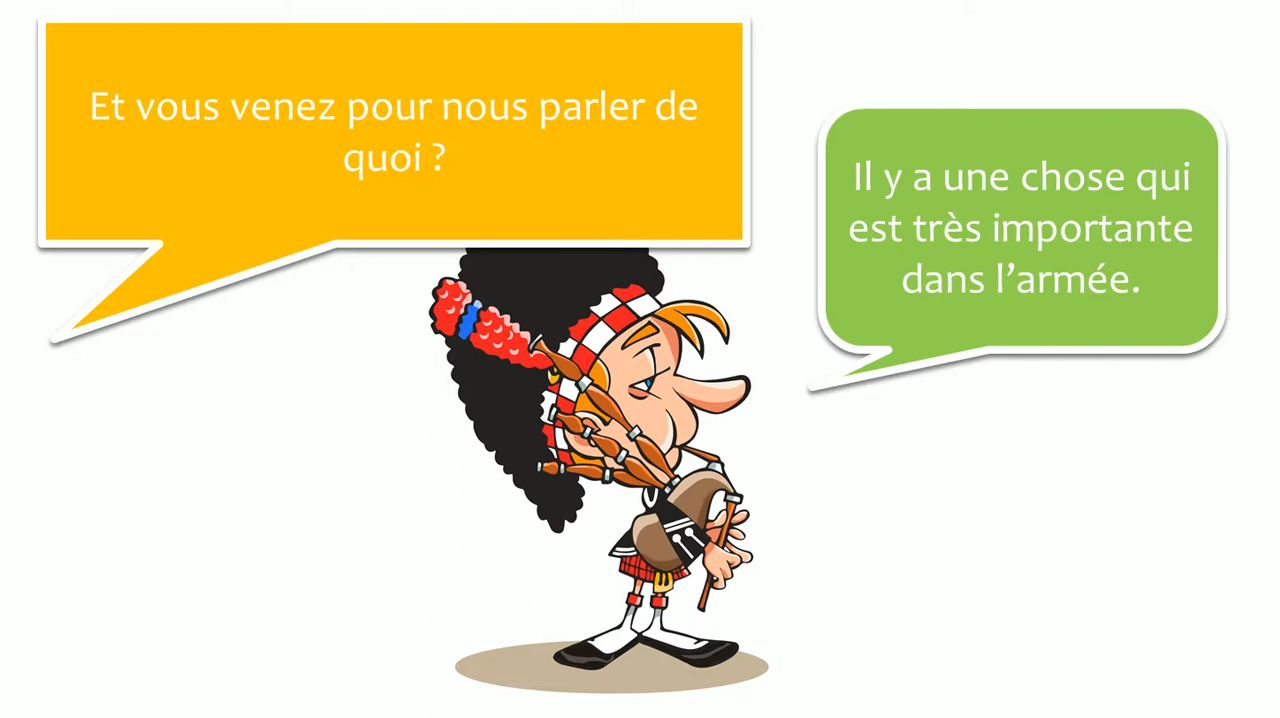 Et vous venez pour nous parler de
quoi ?
Il y a une chose qui
est très importante
dans l’armée.